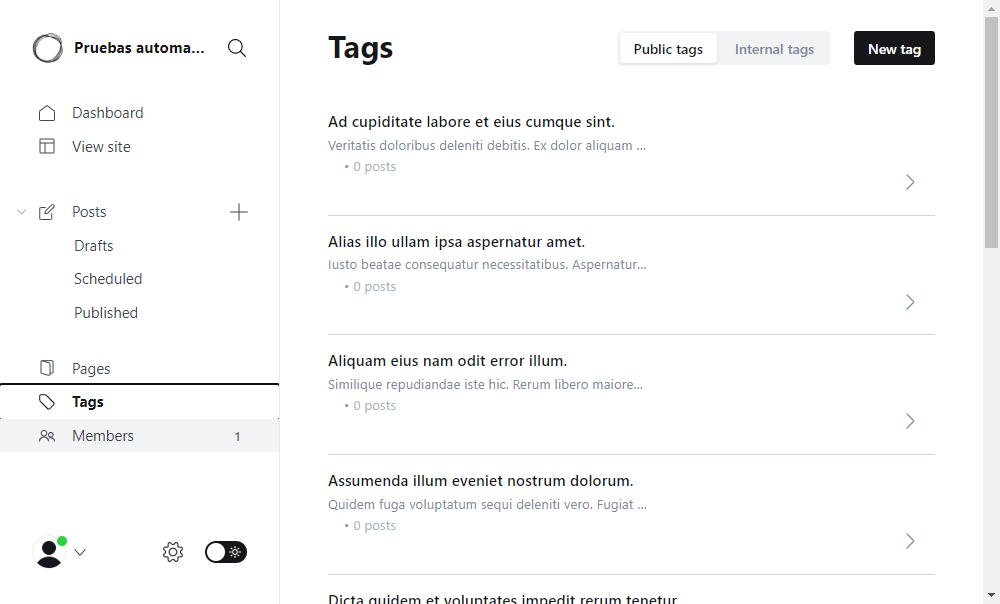 Pruebas automa...
Dashboard
View site
Posts
Drafts
Scheduled
Published
Pages
Tags
Members 1
Tags
Public tags
Internal tags
New tag
Ad cupiditate labore et eius cumque sint.
Veritatis doloribus deleniti debitis. Ex dolor aliquam ...
• 0 posts
Alias illo ullam ipsa aspernatur amet.
Iusto beatae consequatur necessitatibus. Aspernatur...
• 0 posts
Aliquam eius nam odit error illum.
Similique repudiandae iste hic. Rerum libero maiore...
• 0 posts
Assumenda illum eveniet nostrum dolorum.
Quidem fuga voluptatum sequi deleniti vero. Fugiat ...
• 0 posts
Dicta quidem et voluptates impedit rerum tenetur